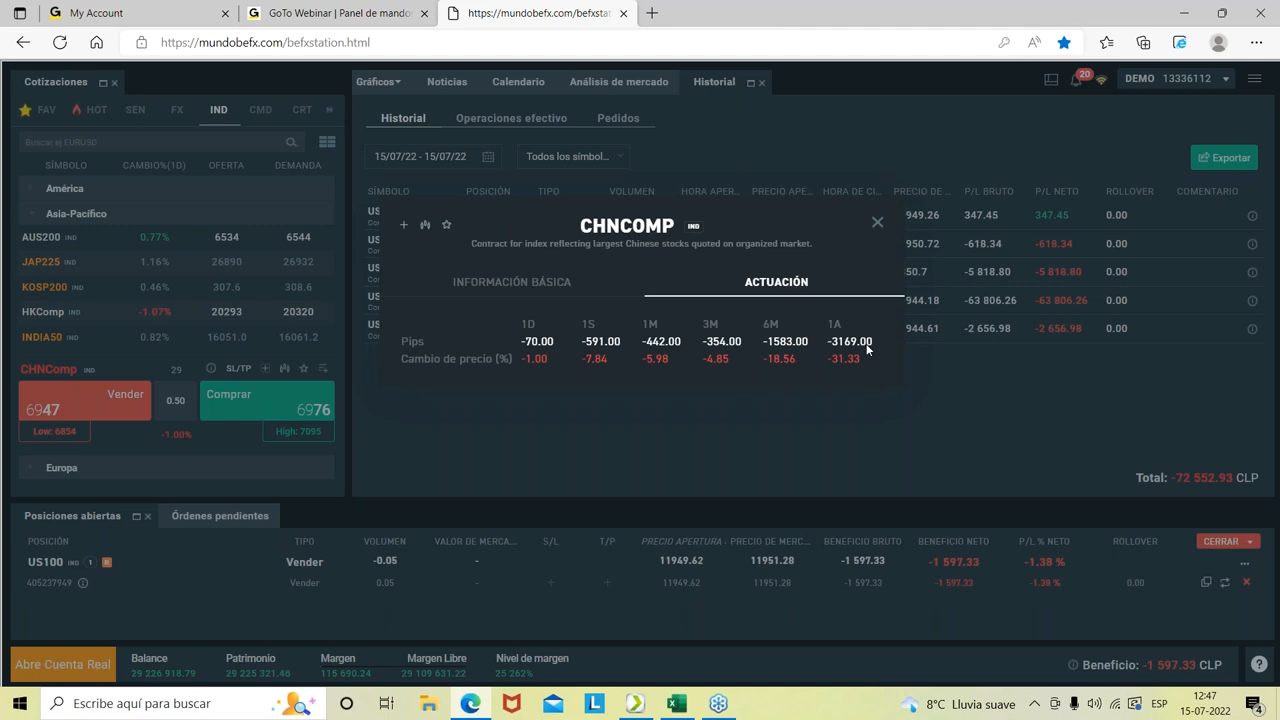 My Account
GoTo Webinar | Panel de mandos
https://mundobefx.com/befxstat
https://mundobefx.com/befxstation.html
Cotizaciones
Gráficos
Noticias
Calendario
Análisis de mercado
Historial
20
DEMO 13336112
FAV HOT SEN FX IND CMD CRT »
Buscar ej EURUSD
SÍMBOLO CAMBIO%(1D) OFERTA DEMANDA
América
Asia-Pacífico
AUS200 IND 0.77% 6534 6544
JAP225 IND 1.16% 26890 26932
KOSP200 IND 0.46% 307.6 308.6
HKComp IND -1.07% 20293 20320
INDIA50 IND 0.82% 16051.0 16061.2
CHNComp IND 29 SL/TP
Vender
6947
0.50
Comprar
6976
Low: 6854
-1.00%
High: 7095
Europa
Historial Operaciones efectivo Pedidos
15/07/22 - 15/07/22 Todos los símbol...
Exportar
SÍMBOLO POSICIÓN TIPO VOLUMEN HORA APER... PRECIO APE... HORA DE CI... PRECIO DE ... P/L BRUTO P/L NETO ROLLOVER COMENTARIO
949.26 347.45 347.45 0.00
950.72 -618.34 -618.34 0.00
850.7 -5 818.80 -5 818.80 0.00
944.18 -63 806.26 -63 806.26 0.00
944.61 -2 656.98 -2 656.98 0.00
CHNCOMP IND
Contract for index reflecting largest Chinese stocks quoted on organized market.
INFORMACIÓN BÁSICA ACTUACIÓN
1D 1S 1M 3M 6M 1A
Pips -70.00 -591.00 -442.00 -354.00 -1583.00 -3169.00
Cambio de precio (%) -1.00 -7.84 -5.98 -4.85 -18.56 -31.33
Total: -72 552.93 CLP
Posiciones abiertas
Órdenes pendientes
POSICIÓN TIPO VOLUMEN VALOR DE MERCA... S/L T/P PRECIO APERTURA PRECIO DE MERC... BENEFICIO BRUTO BENEFICIO NETO P/L % NETO ROLLOVER CERRAR
US100 IND 1 Vender -0.05 - 11949.62 11951.28 -1 597.33 -1 597.33 -1.38 % ...
405237949 Vender 0.05 - + + 11949.62 11951.28 -1 597.33 -1 597.33 -1.38 % 0.00
Abre Cuenta Real
Balance Patrimonio Margen Margen Libre Nivel de margen
29 226 918.79 29 225 321.46 115 690.24 29 109 631.22 25 262%
Beneficio: -1 597.33 CLP
Escribe aquí para buscar
8°C Lluvia suave
ESP
12:47
15-07-2022
4